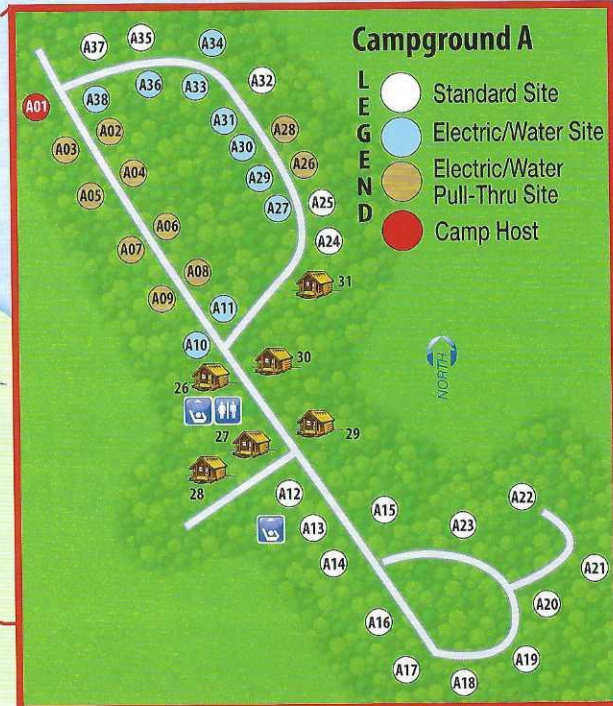 Campground A
LEGEND
Standard Site
Electric/Water Site
Electric/Water
Pull-Thru Site
Camp Host
A37
A35
A34
A36
A33
A32
A38
A01
A02
A03
A04
A05
A31
A30
A29
A27
A28
A26
A25
A24
A06
A07
A08
A09
A11
A10
31
30
26
29
27
28
NORTH
A12
A13
A14
A15
A23
A22
A21
A20
A16
A17
A18
A19